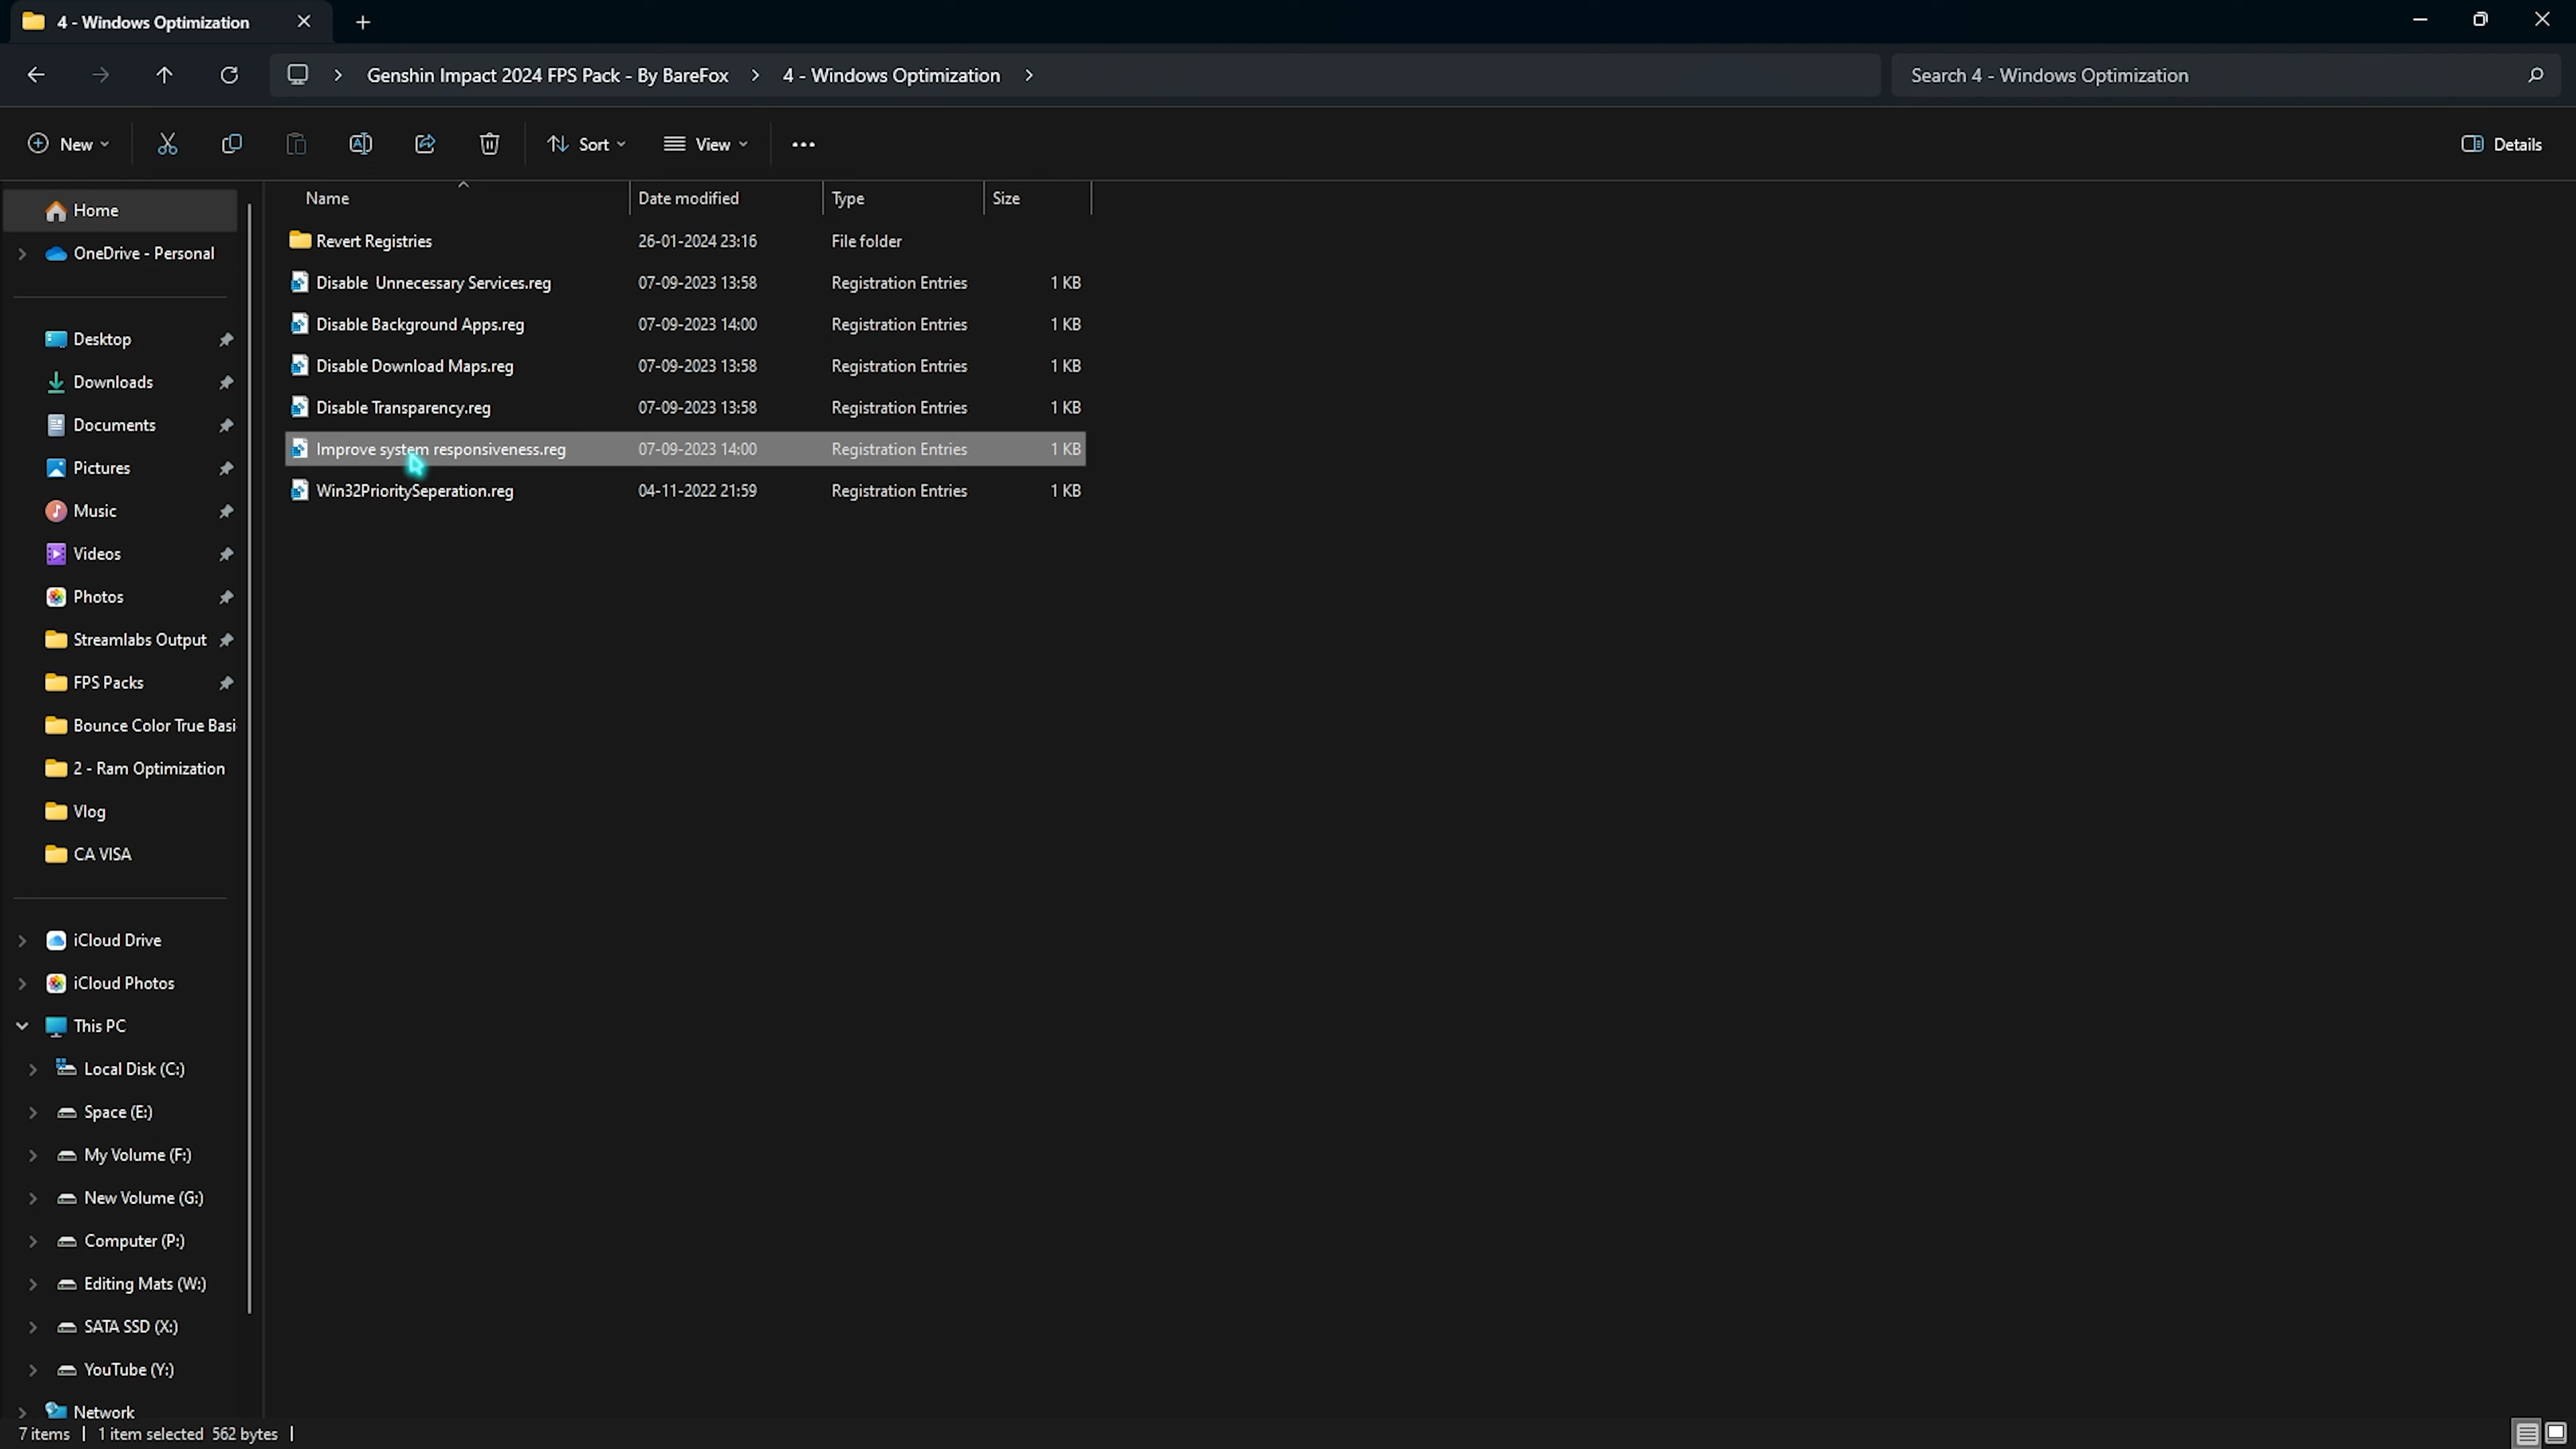 4 - Windows Optimization
Genshin Impact 2024 FPS Pack - By BareFox
4 - Windows Optimization
Search 4 - Windows Optimization
New
Sort
View
Details
Name
Date modified
Type
Size
Home
OneDrive - Personal
Desktop
Downloads
Documents
Pictures
Music
Videos
Photos
Streamlabs Output
FPS Packs
Bounce Color True Basi
2 - Ram Optimization
Vlog
CA VISA
iCloud Drive
iCloud Photos
This PC
Local Disk (C:)
Space (E:)
My Volume (F:)
New Volume (G:)
Computer (P:)
Editing Mats (W:)
SATA SSD (X:)
YouTube (Y:)
Network
Revert Registries 26-01-2024 23:16 File folder
Disable  Unnecessary Services.reg 07-09-2023 13:58 Registration Entries 1 KB
Disable Background Apps.reg 07-09-2023 14:00 Registration Entries 1 KB
Disable Download Maps.reg 07-09-2023 13:58 Registration Entries 1 KB
Disable Transparency.reg 07-09-2023 13:58 Registration Entries 1 KB
Improve system responsiveness.reg 07-09-2023 14:00 Registration Entries 1 KB
Win32PrioritySeperation.reg 04-11-2022 21:59 Registration Entries 1 KB
7 items | 1 item selected 562 bytes |